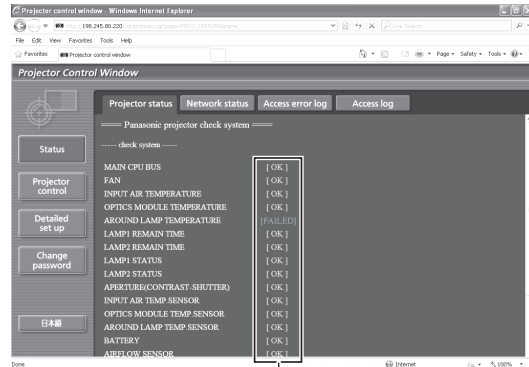 Projector control window - Windows Internet Explorer
Live Search
File Edit View Favorites Tools Help
Favorites Projector control window
Page Safety Tools
Projector Control Window
Projector status Network status Access error log Access log
Status
Projector control
Detailed set up
Change password
日本語
Panasonic projector check system
----- check system -----
MAIN CPU BUS [ OK ]
FAN [ OK ]
INPUT AIR TEMPERATURE [ OK ]
OPTICS MODULE TEMPERATURE [ OK ]
AROUND LAMP TEMPERATURE [FAILED]
LAMP1 REMAIN TIME [ OK ]
LAMP2 REMAIN TIME [ OK ]
LAMP1 STATUS [ OK ]
LAMP2 STATUS [ OK ]
APERTURE(CONTRAST-SHUTTER) [ OK ]
INPUT AIR TEMP.SENSOR [ OK ]
OPTICS MODULE TEMP.SENSOR [ OK ]
AROUND LAMP TEMP.SENSOR [ OK ]
BATTERY [ OK ]
AIRFLOW SENSOR [ OK ]
Done Internet 100%